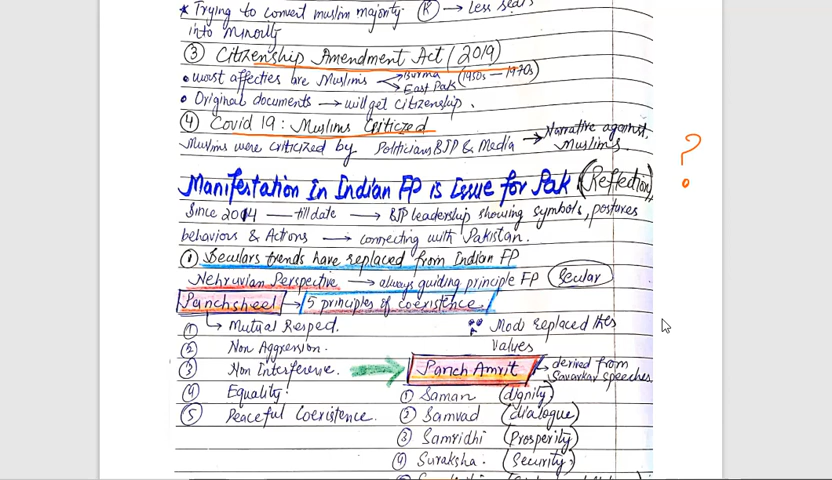 * Trying to convert muslim majority (K) → Less seats
into minority
③ Citizenship Amendment Act (2019)
• worst affecties are Muslims Burma East Pak (1950s — 1970s)
• Original documents → will get citizenship.
④ Covid 19 : Muslims Criticzed
Muslims were criticized by Politicians BJP & Media → Narrative against Muslims
?
Manifestation in Indian FP is Issue for Pak (Reflection)
Since 2014 — till date → BJP leadership showing symbols, postures
behaviours & Actions → connecting with Pakistan.
① Seculars trends have replaced from Indian FP
Nehruvian Perspective → always guiding principle FP (Secular)
Panchsheel → 5 principles of coexistence.
① Mutual Respect.
② Non Aggression.
③ Non Interference.
④ Equality.
⑤ Peaceful Coexistence.
Modi replaced these
values
Panch Amrit → derived from
Savarkar speeches
① Saman (dignity)
② Samvad (dialogue)
③ Samridhi (Prosperity)
④ Suraksha. (Security)